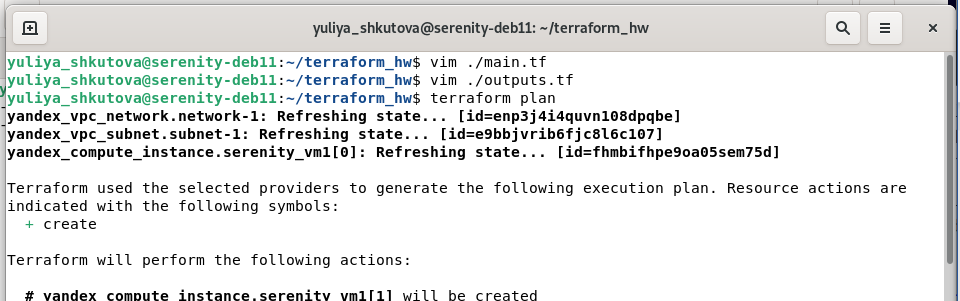 yuliya_shkutova@serenity-deb11: ~/terraform_hw
yuliya_shkutova@serenity-deb11:~/terraform_hw$ vim ./main.tf
yuliya_shkutova@serenity-deb11:~/terraform_hw$ vim ./outputs.tf
yuliya_shkutova@serenity-deb11:~/terraform_hw$ terraform plan
yandex_vpc_network.network-1: Refreshing state... [id=enp3j4i4quvn108dpqbe]
yandex_vpc_subnet.subnet-1: Refreshing state... [id=e9bbjvrib6fjc8l6c107]
yandex_compute_instance.serenity_vm1[0]: Refreshing state... [id=fhmbifhpe9oa05sem75d]
Terraform used the selected providers to generate the following execution plan. Resource actions are
indicated with the following symbols:
+ create
Terraform will perform the following actions:
# yandex_compute_instance.serenity_vm1[1] will be created